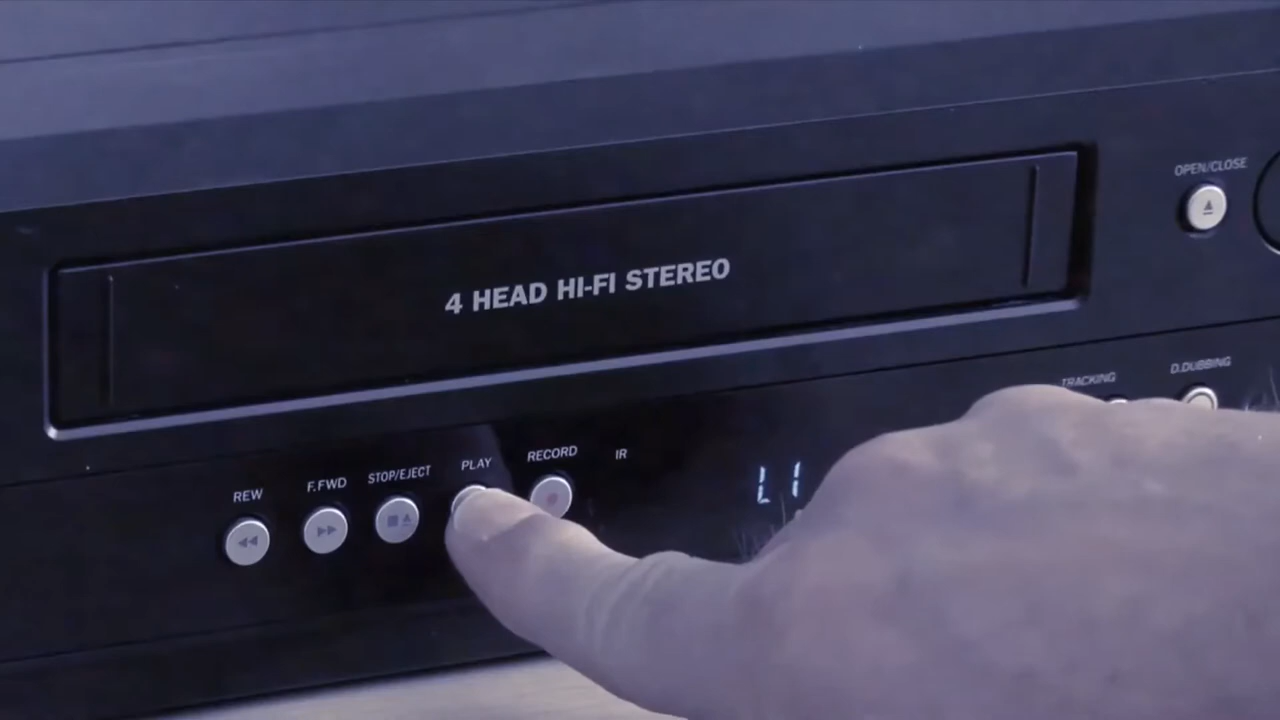 OPEN/CLOSE
4 HEAD HI-FI STEREO
D.DUBBING
TRACKING
REW
F.FWD
STOP/EJECT
PLAY
RECORD
IR
L1